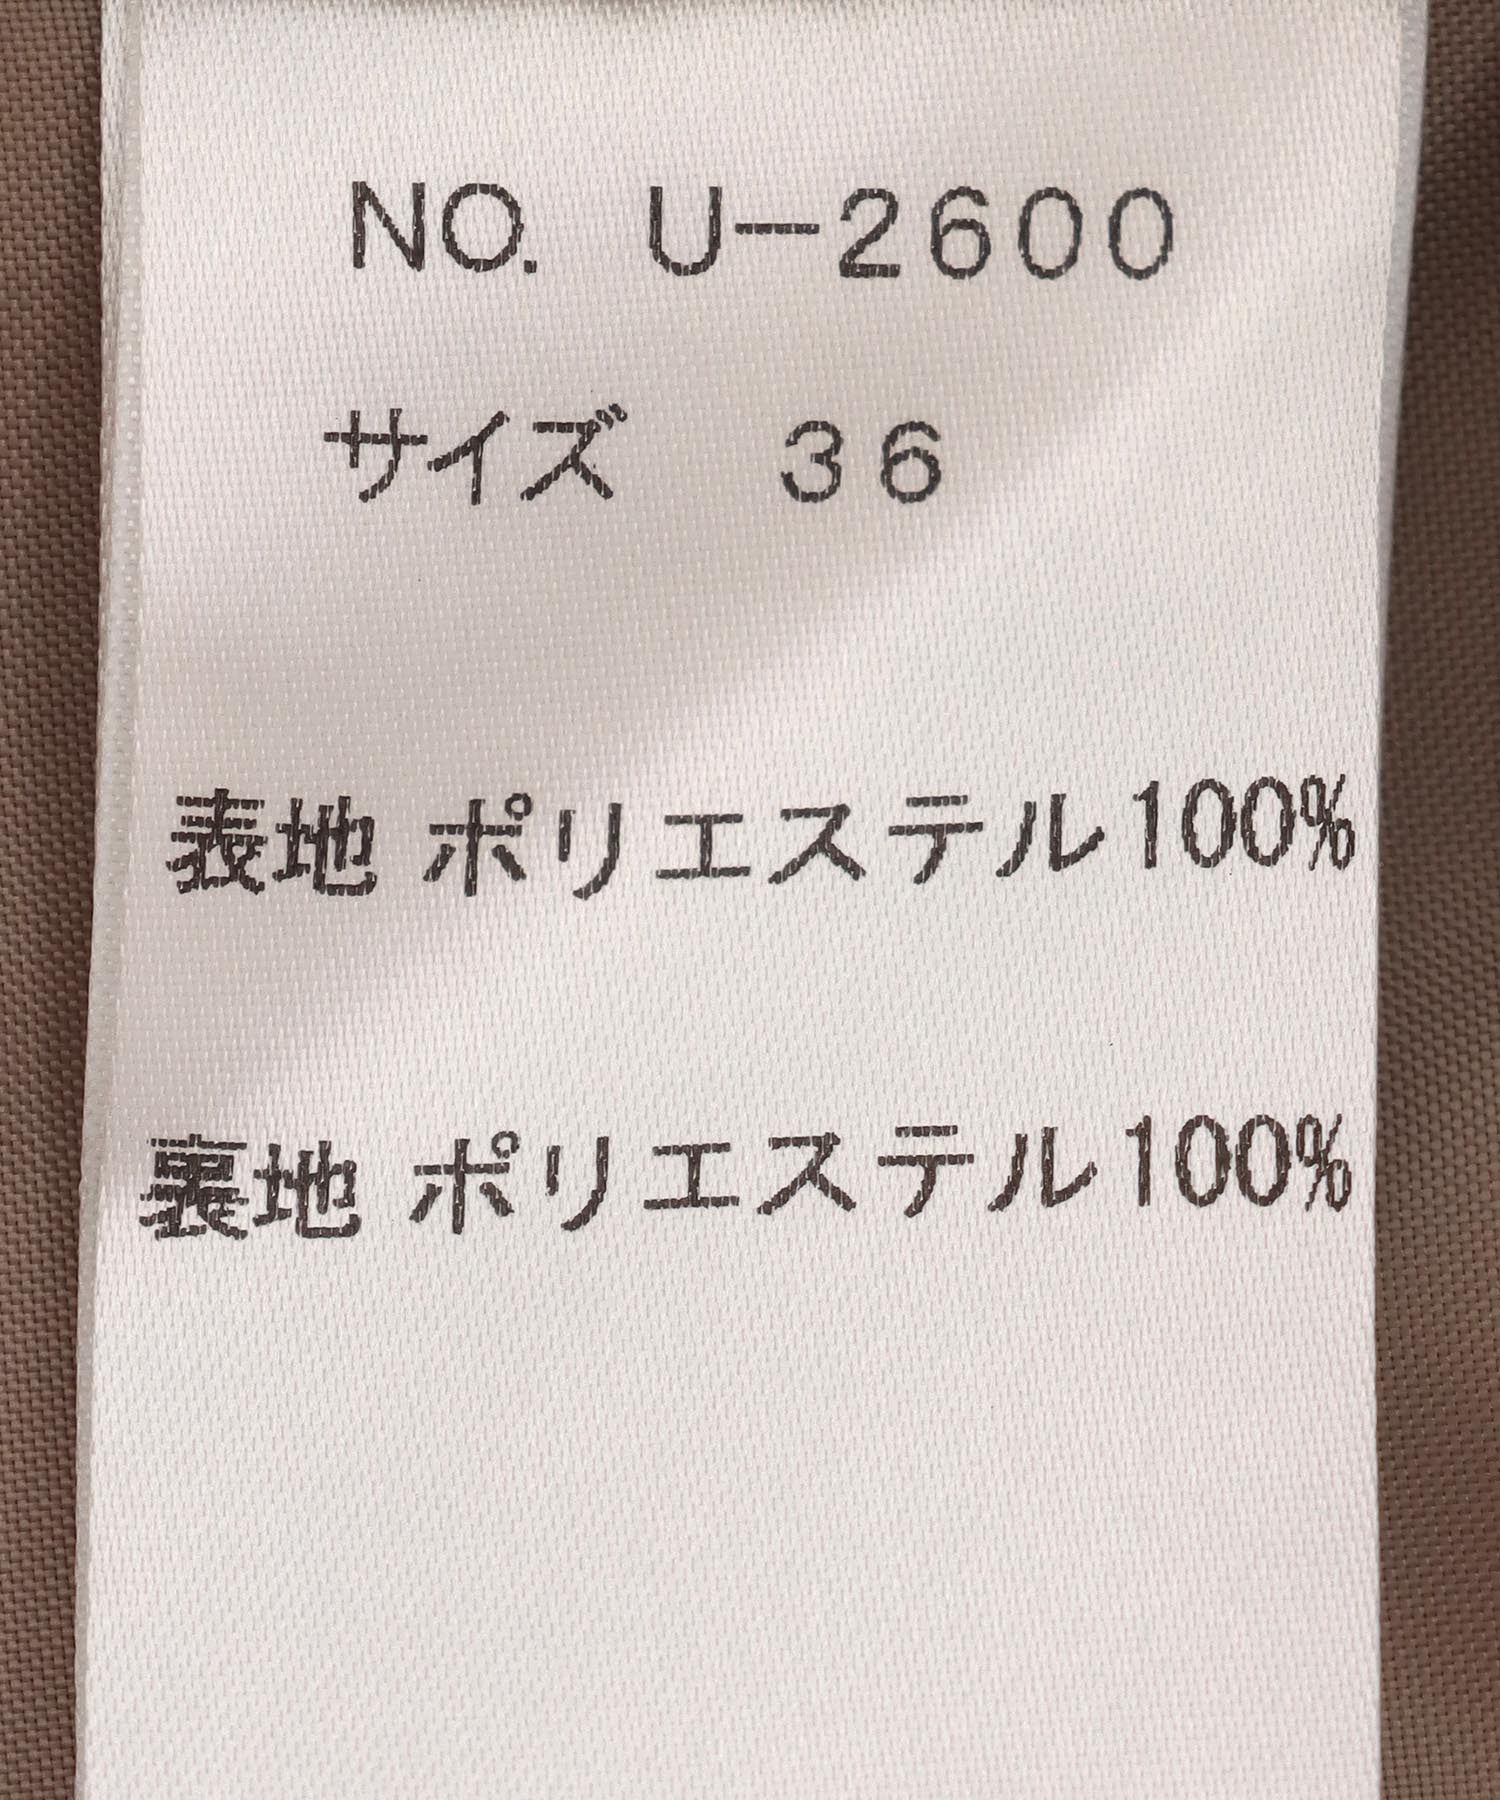 NO. U-2600
サイズ 36
表地 ポリエステル100%
裏地 ポリエステル100%